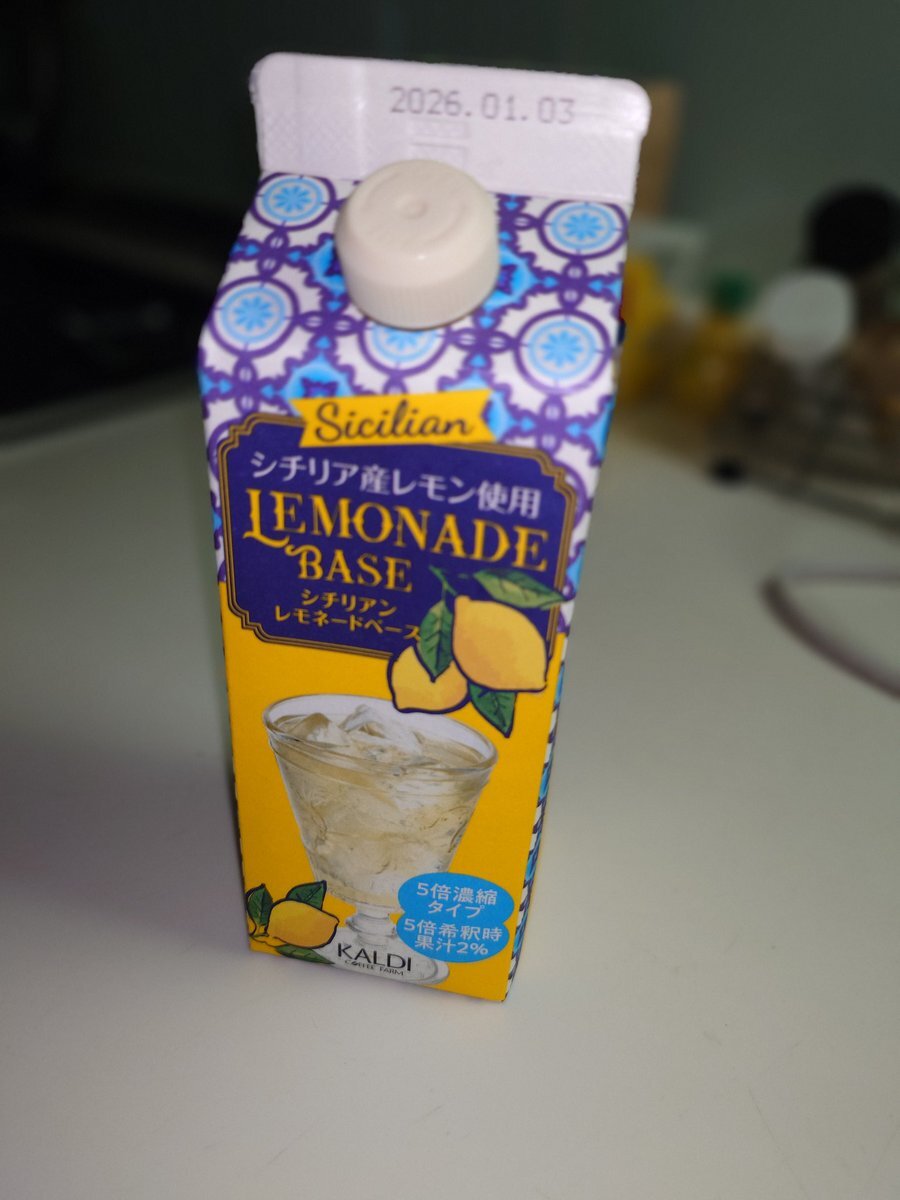 2026.01.03
Sicilian
シチリア産レモン使用
LEMONADE
BASE
シチリアン
レモネードベース
5倍濃縮
タイプ
5倍希釈時
果汁2%
KALDI
COFFEE FARM